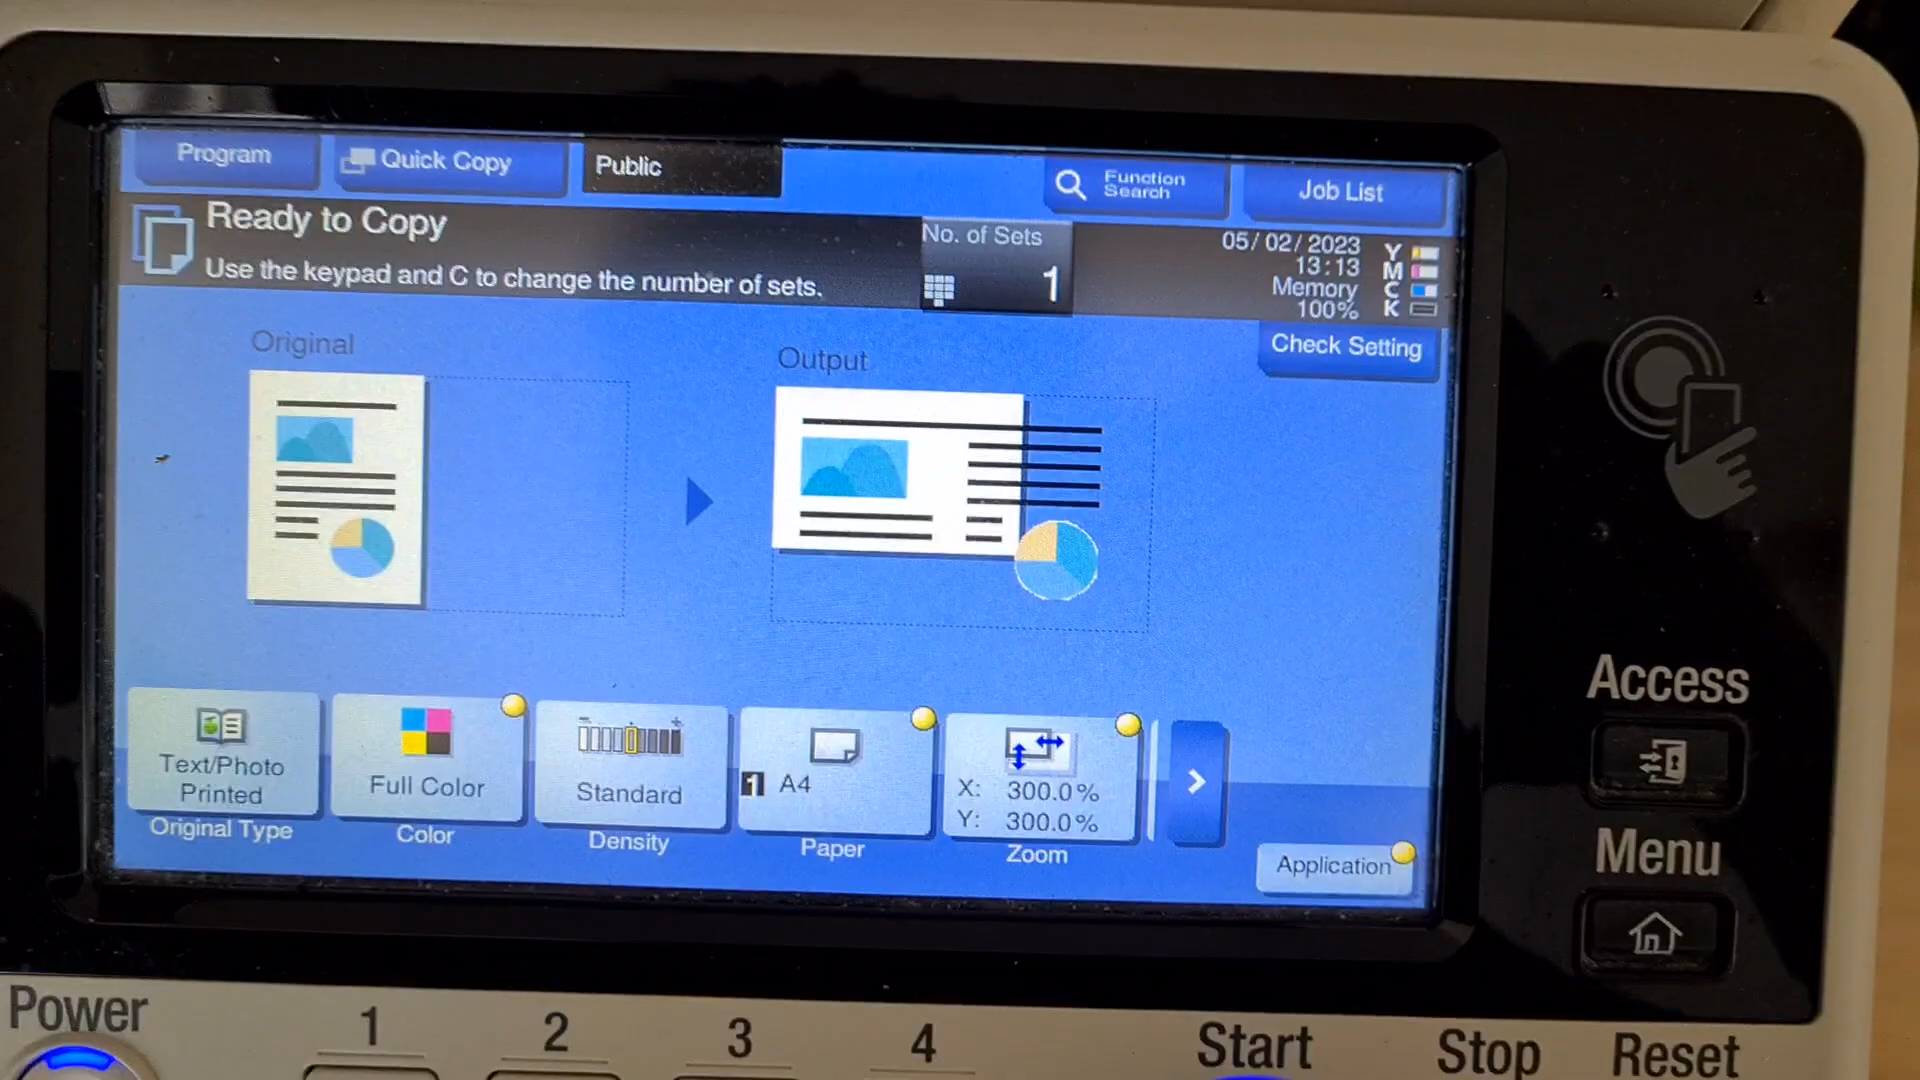 Program
Quick Copy
Public
Function
Search
Job List
Ready to Copy
Use the keypad and C to change the number of sets.
No. of Sets
1
05/02/2023
13:13
Memory
100%
Y
M
C
K
Check Setting
Original
Output
Text/Photo
Printed
Original Type
Full Color
Color
Standard
Density
1 A4
Paper
X: 300.0%
Y: 300.0%
Zoom
Application
Access
Menu
Power
1
2
3
4
Start
Stop
Reset